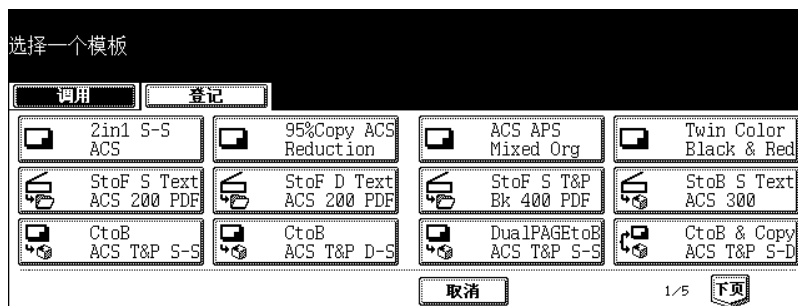 选择一个模板
调用 登记
2in1 S-S 95%Copy ACS ACS APS Twin Color
ACS Reduction Mixed Org Black & Red
StoF S Text StoF D Text StoF S T&P StoB S Text
ACS 200 PDF ACS 200 PDF Bk 400 PDF ACS 300
CtoB CtoB DualPAGEtoB CtoB & Copy
ACS T&P S-S ACS T&P D-S ACS T&P S-S ACS T&P S-D
取消 1/5 下页